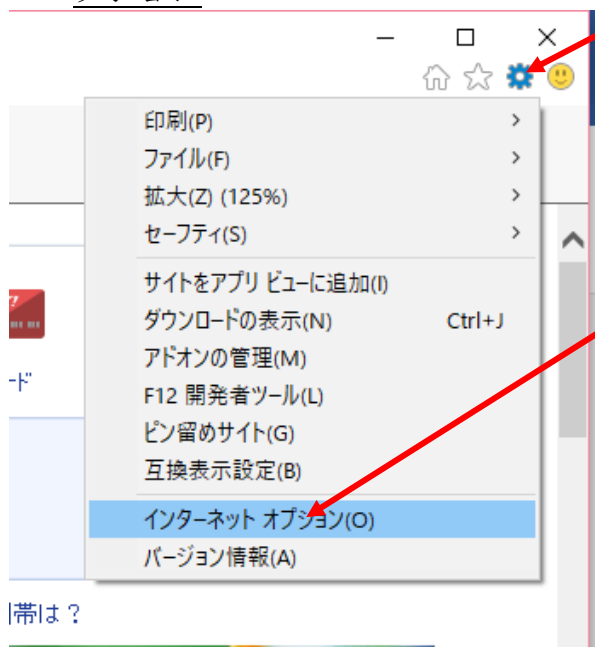 印刷(P)
ファイル(F)
拡大(Z) (125%)
セーフティ(S)
サイトをアプリ ビューに追加(I)
ダウンロードの表示(N) Ctrl+J
アドオンの管理(M)
ード
F12 開発者ツール(L)
ピン留めサイト(G)
互換表示設定(B)
インターネット オプション(O)
バージョン情報(A)
帯は？